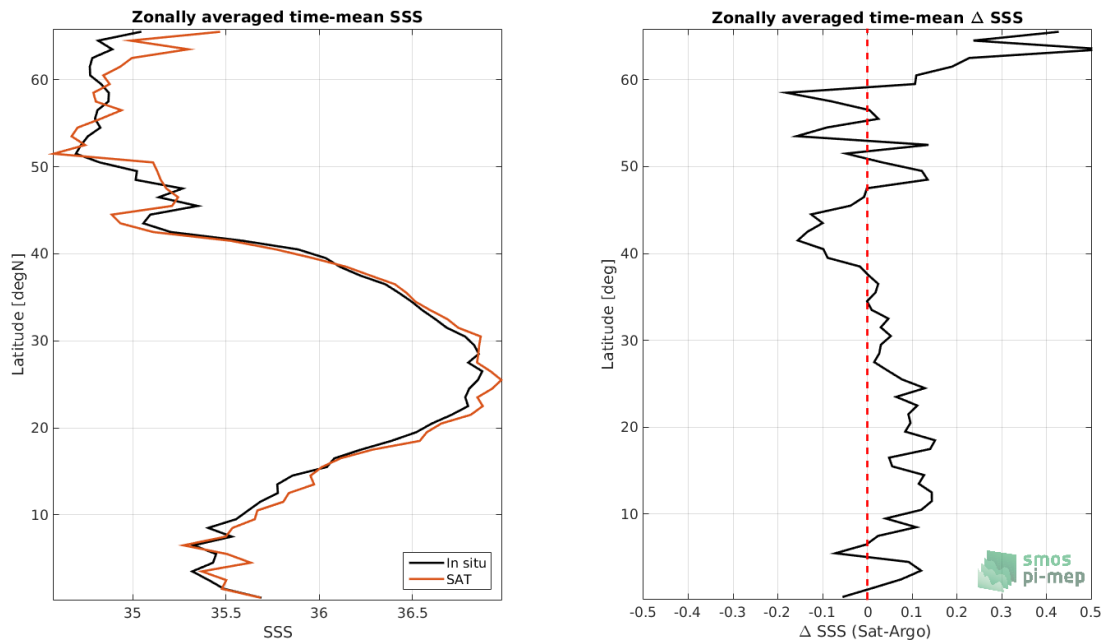 Zonally averaged time-mean SSS
Latitude [degN]
60
50
40
30
20
10
35
35.5
36
36.5
SSS
In situ
SAT
Zonally averaged time-mean Δ SSS
Latitude [deg]
60
50
40
30
20
10
-0.5
-0.4
-0.3
-0.2
-0.1
0
0.1
0.2
0.3
0.4
0.5
Δ SSS (Sat-Argo)
smos
pi-mep